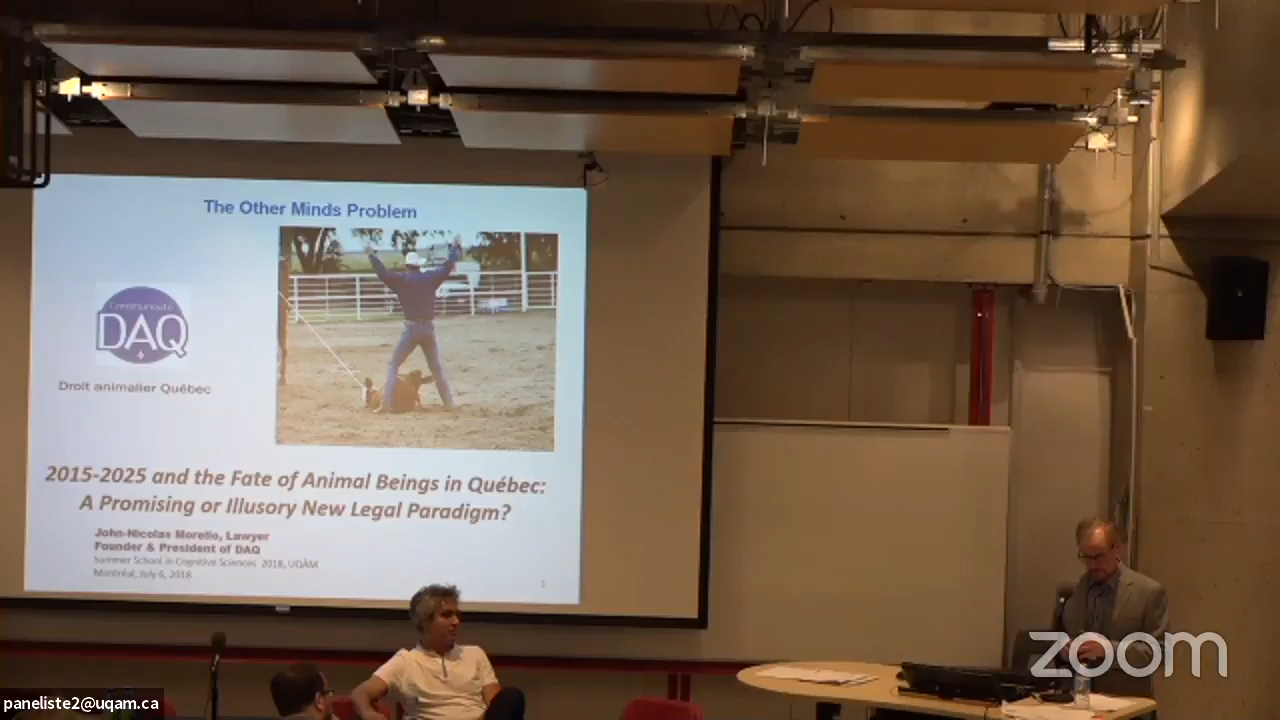 The Other Minds Problem
Communauté
DAQ
Droit animalier Québec
2015-2025 and the Fate of Animal Beings in Québec:
A Promising or Illusory New Legal Paradigm?
John-Nicolas Morello, Lawyer
Founder & President of DAQ
Summer School in Cognitive Sciences 2018, UQÀM
Montréal, July 6, 2018
1
zoom
paneliste2@uqam.ca